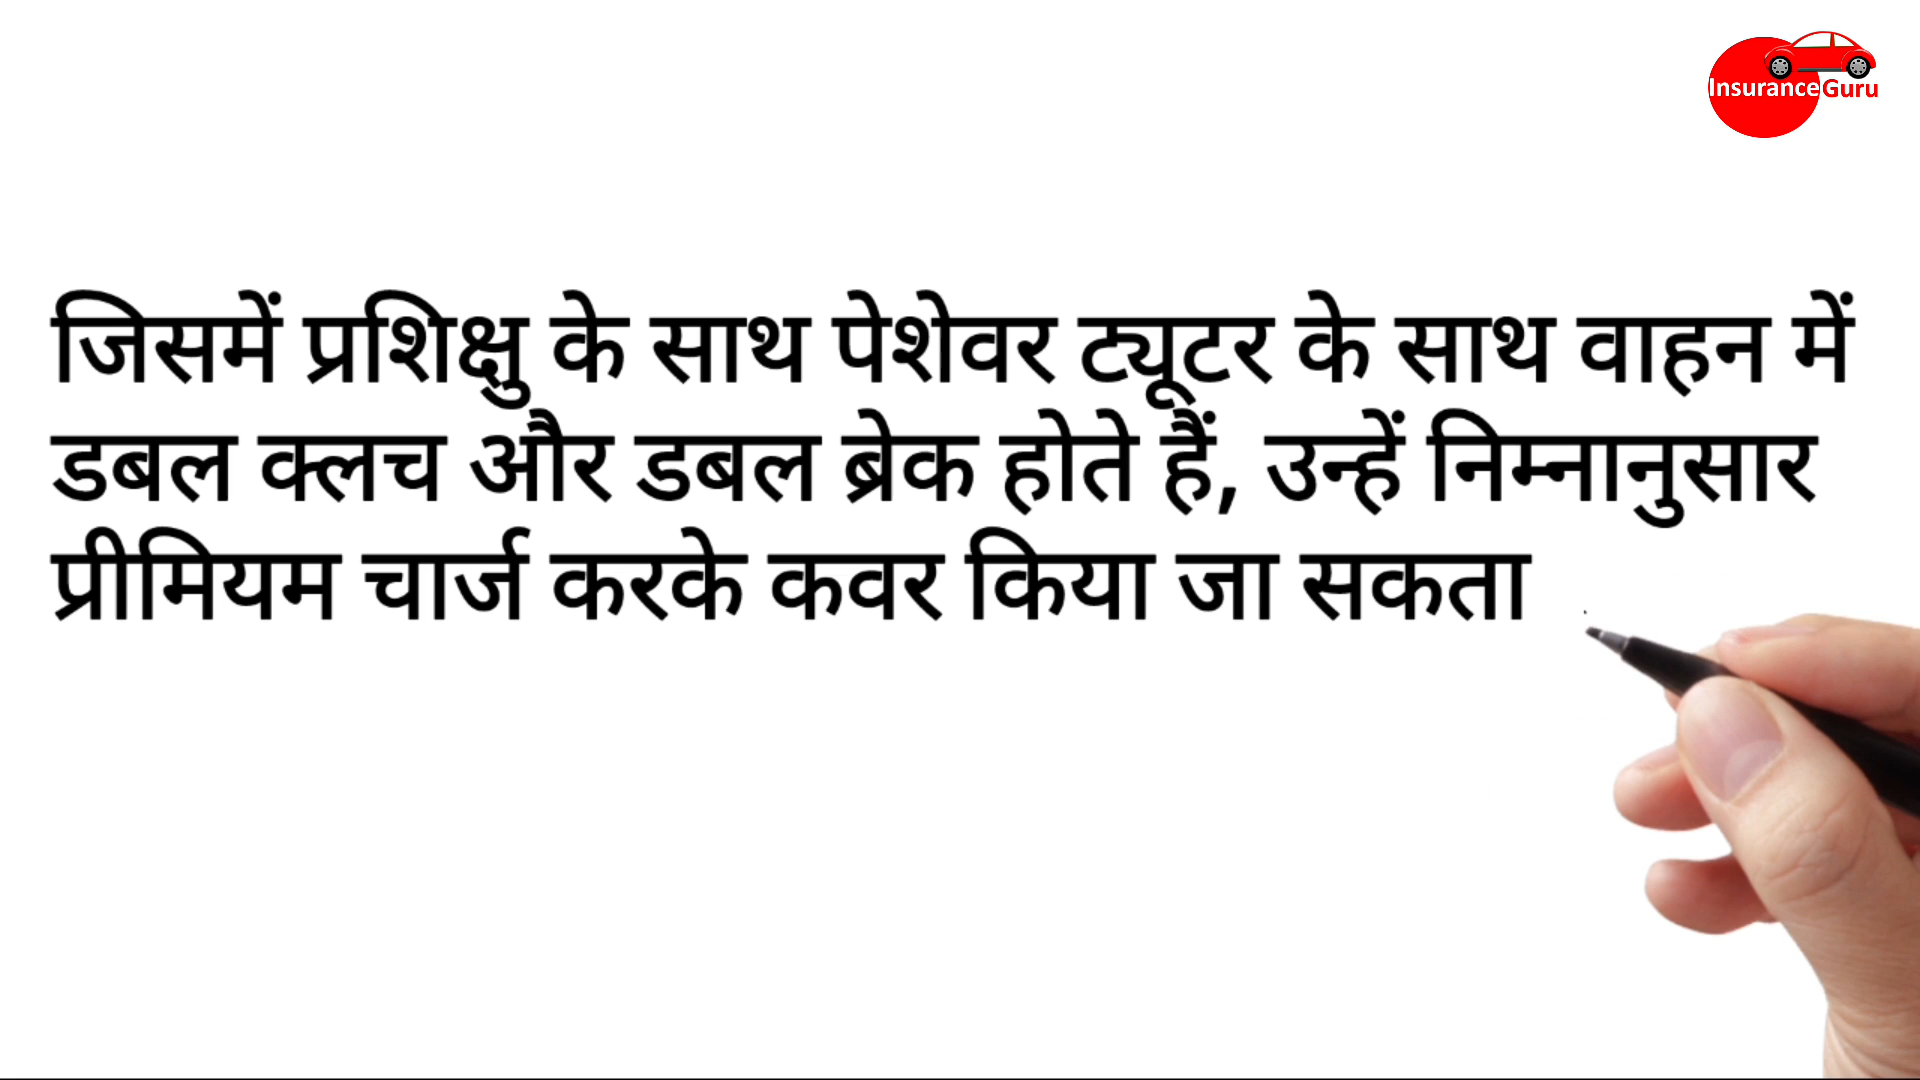 InsuranceGuru
जिसमें प्रशिक्षु के साथ पेशेवर ट्यूटर के साथ वाहन में
डबल क्लच और डबल ब्रेक होते हैं, उन्हें निम्नानुसार
प्रीमियम चार्ज करके कवर किया जा सकता